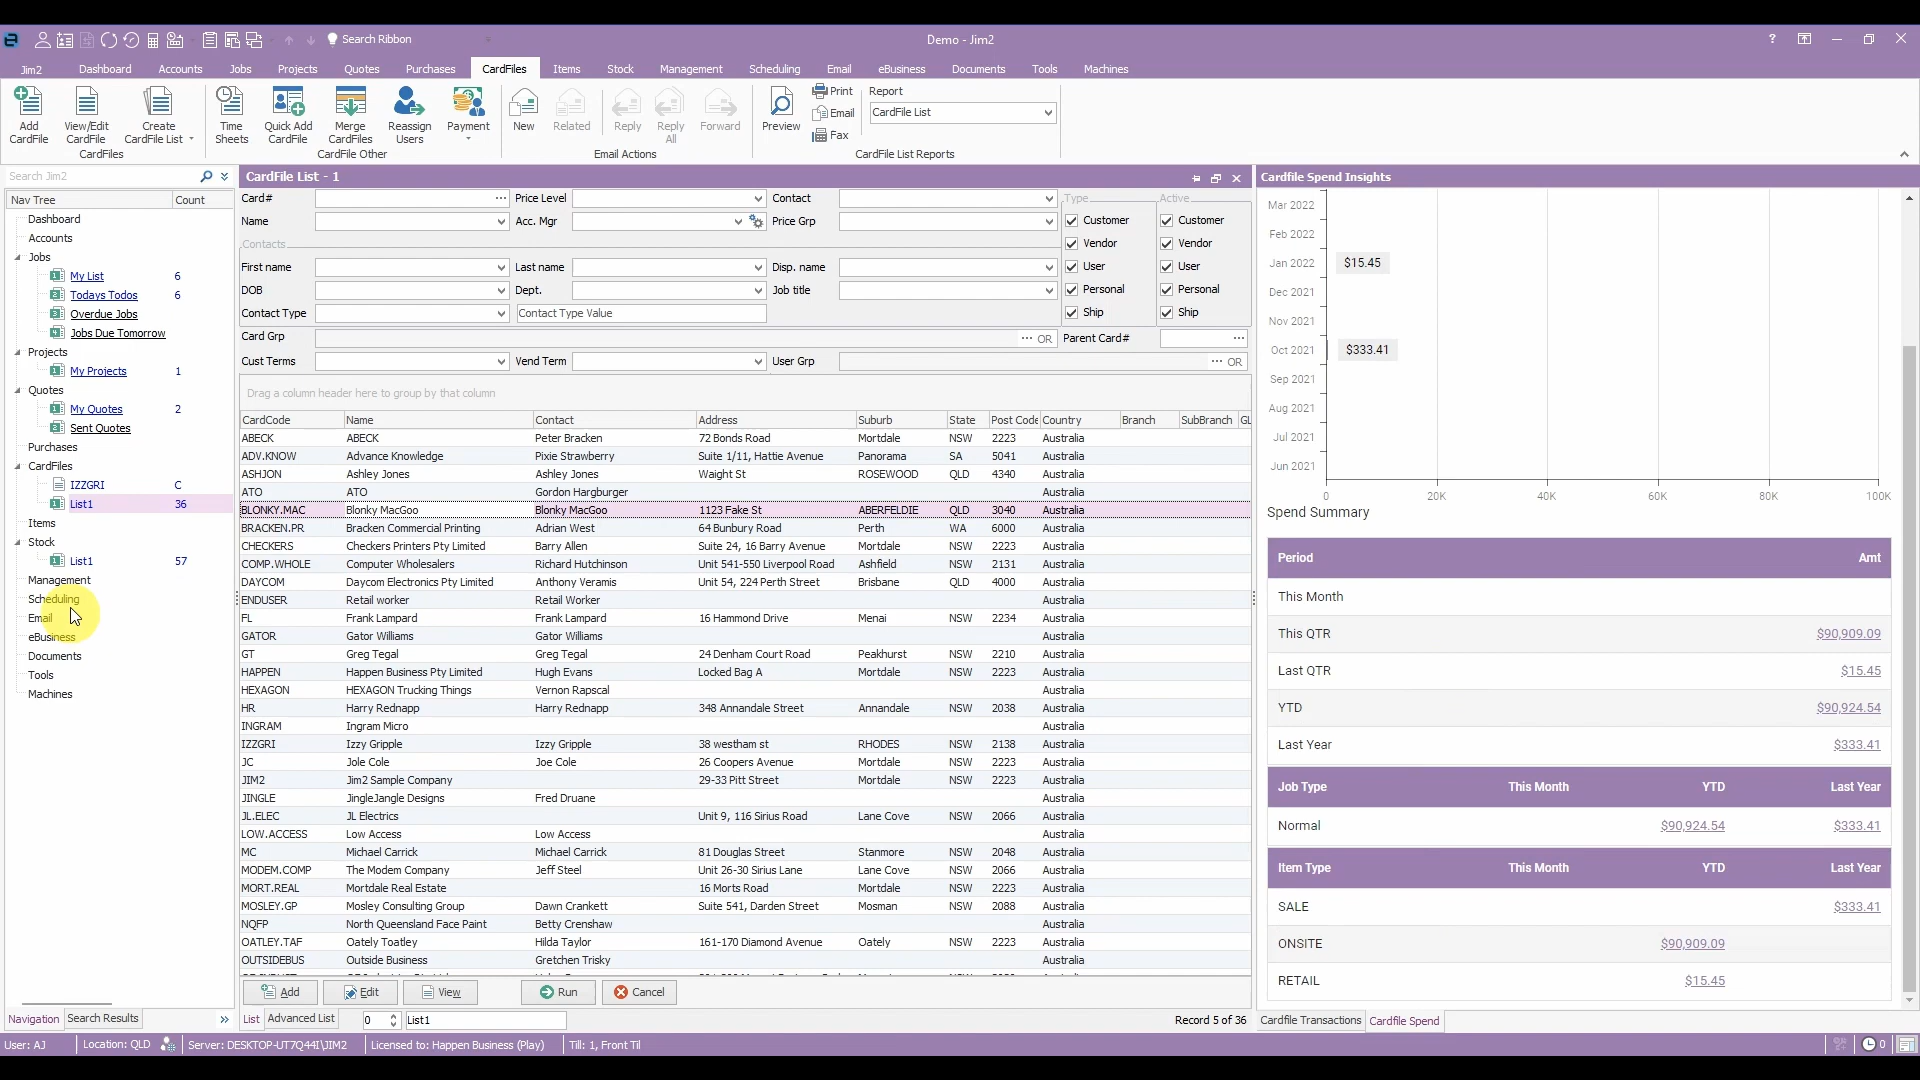 Search Ribbon
Demo - Jim2
Jim2 Dashboard Accounts Jobs Projects Quotes Purchases CardFiles Items Stock Management Scheduling Email eBusiness Documents Tools Machines
Add CardFile
View/Edit CardFile
Create CardFile List
CardFiles
Time Sheets
Quick Add CardFile
Merge CardFiles
Reassign Users
Payment
CardFile Other
New
Related
Reply
Reply All
Forward
Email Actions
Preview
Print
Email
Fax
Report
CardFile List
CardFile List Reports
Search Jim2
Nav Tree Count
Dashboard
Accounts
Jobs
My List 6
Todays Todos 6
Overdue Jobs
Jobs Due Tomorrow
Projects
My Projects 1
Quotes
My Quotes 2
Sent Quotes
Purchases
CardFiles
IZZGRI C
List1 36
Items
Stock
List1 57
Management
Scheduling
Email
eBusiness
Documents
Tools
Machines
Navigation Search Results
CardFile List - 1
Card# Price Level Contact
Name Acc. Mgr Price Grp
Contacts
First name Last name Disp. name
DOB Dept. Job title
Contact Type Contact Type Value
Card Grp OR Parent Card#
Cust Terms Vend Term User Grp OR
Type Active
Customer Customer
Vendor Vendor
User User
Personal Personal
Ship Ship
Drag a column header here to group by that column
CardCode Name Contact Address Suburb State Post Code Country Branch SubBranch GL
ABECK ABECK Peter Bracken 72 Bonds Road Mortdale NSW 2223 Australia
ADV.KNOW Advance Knowledge Pixie Strawberry Suite 1/11, Hattie Avenue Panorama SA 5041 Australia
ASHJON Ashley Jones Ashley Jones Waight St ROSEWOOD QLD 4340 Australia
ATO ATO Gordon Hargburger Australia
BLONKY.MAC Blonky MacGoo Blonky MacGoo 1123 Fake St ABERFELDIE QLD 3040 Australia
BRACKEN.PR Bracken Commercial Printing Adrian West 64 Bunbury Road Perth WA 6000 Australia
CHECKERS Checkers Printers Pty Limited Barry Allen Suite 24, 16 Barry Avenue Mortdale NSW 2223 Australia
COMP.WHOLE Computer Wholesalers Richard Hutchinson Unit 541-550 Liverpool Road Ashfield NSW 2131 Australia
DAYCOM Daycom Electronics Pty Limited Anthony Veramis Unit 54, 224 Perth Street Brisbane QLD 4000 Australia
ENDUSER Retail worker Retail Worker Australia
FL Frank Lampard Frank Lampard 16 Hammond Drive Menai NSW 2234 Australia
GATOR Gator Williams Gator Williams Australia
GT Greg Tegal Greg Tegal 24 Denham Court Road Peakhurst NSW 2210 Australia
HAPPEN Happen Business Pty Limited Hugh Evans Locked Bag A Mortdale NSW 2223 Australia
HEXAGON HEXAGON Trucking Things Vernon Rapscal Australia
HR Harry Rednapp Harry Rednapp 348 Annandale Street Annandale NSW 2038 Australia
INGRAM Ingram Micro Australia
IZZGRI Izzy Gripple Izzy Gripple 38 westham st RHODES NSW 2138 Australia
JC Jole Cole Joe Cole 26 Coopers Avenue Mortdale NSW 2223 Australia
JIM2 Jim2 Sample Company 29-33 Pitt Street Mortdale NSW 2223 Australia
JINGLE JingleJangle Designs Fred Druane Australia
JL.ELEC JL Electrics Unit 9, 116 Sirius Road Lane Cove NSW 2066 Australia
LOW.ACCESS Low Access Low Access Australia
MC Michael Carrick Michael Carrick 81 Douglas Street Stanmore NSW 2048 Australia
MODEM.COMP The Modem Company Jeff Steel Unit 26-30 Sirius Lane Lane Cove NSW 2066 Australia
MORT.REAL Mortdale Real Estate 16 Morts Road Mortdale NSW 2223 Australia
MOSLEY.GP Mosley Consulting Group Dawn Crankett Suite 541, Darden Street Mosman NSW 2088 Australia
NQFP North Queensland Face Paint Betty Crenshaw Australia
OATLEY.TAF Oately Toatley Hilda Taylor 161-170 Diamond Avenue Oately NSW 2223 Australia
OUTSIDEBUS Outside Business Gretchen Trisky Australia
Add Edit View Run Cancel
List Advanced List 0 List1 Record 5 of 36
Cardfile Spend Insights
Mar 2022
Feb 2022
Jan 2022 $15.45
Dec 2021
Nov 2021
Oct 2021 $333.41
Sep 2021
Aug 2021
Jul 2021
Jun 2021
0 20K 40K 60K 80K 100K
Spend Summary
Period Amt
This Month
This QTR $90,909.09
Last QTR $15.45
YTD $90,924.54
Last Year $333.41
Job Type This Month YTD Last Year
Normal $90,924.54 $333.41
Item Type This Month YTD Last Year
SALE $333.41
ONSITE $90,909.09
RETAIL $15.45
Cardfile Transactions Cardfile Spend
User: AJ Location: QLD Server: DESKTOP-UT7Q44I\JIM2 Licensed to: Happen Business (Play) Till: 1, Front Til 0